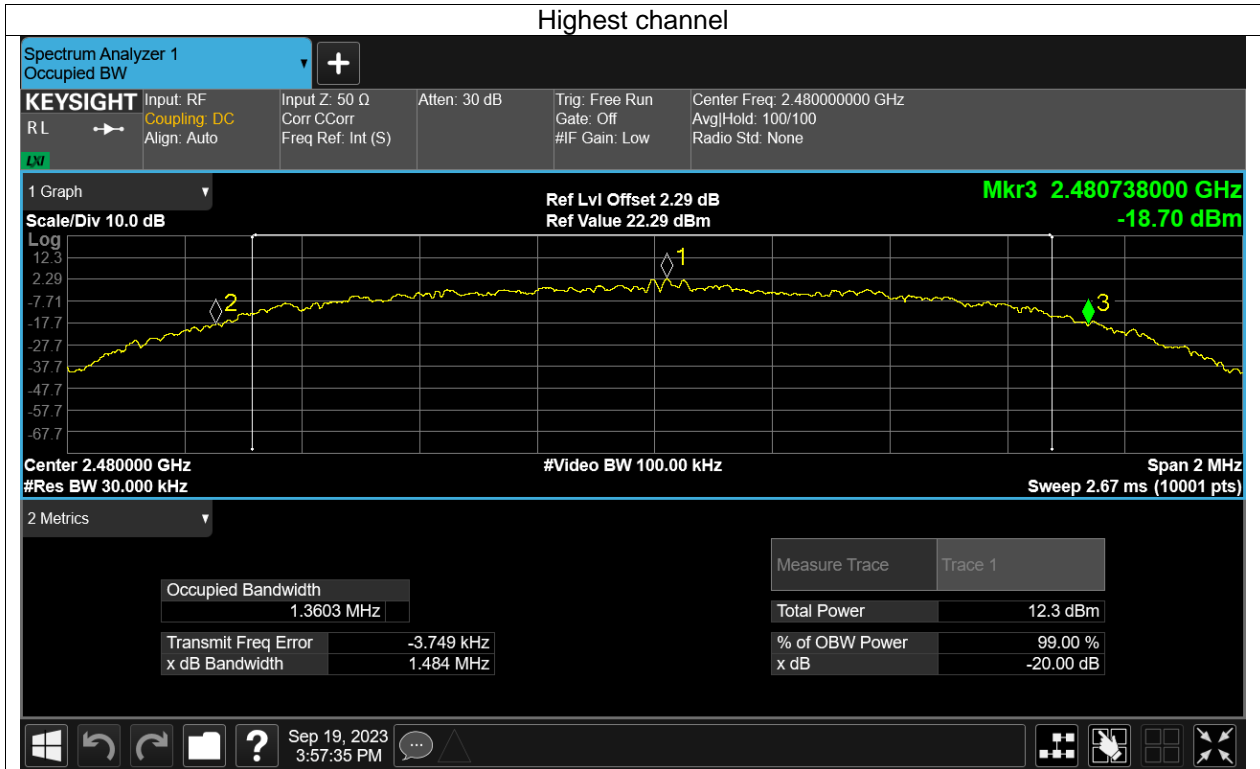 Highest channel
Spectrum Analyzer 1
Occupied BW
KEYSIGHT
R L
LXI
Input: RF
Coupling: DC
Align: Auto
Input Z: 50 Ω
Corr CCorr
Freq Ref: Int (S)
Atten: 30 dB
Trig: Free Run
Gate: Off
#IF Gain: Low
Center Freq: 2.480000000 GHz
Avg|Hold: 100/100
Radio Std: None
1 Graph
Scale/Div 10.0 dB
Ref Lvl Offset 2.29 dB
Ref Value 22.29 dBm
Mkr3 2.480738000 GHz
-18.70 dBm
Log
12.3
2.29
-7.71
-17.7
-27.7
-37.7
-47.7
-57.7
-67.7
1
2
3
Center 2.480000 GHz
#Res BW 30.000 kHz
#Video BW 100.00 kHz
Span 2 MHz
Sweep 2.67 ms (10001 pts)
2 Metrics
Measure Trace Trace 1
Occupied Bandwidth
1.3603 MHz
Total Power 12.3 dBm
Transmit Freq Error -3.749 kHz
% of OBW Power 99.00 %
x dB Bandwidth 1.484 MHz
x dB -20.00 dB
?
Sep 19, 2023
3:57:35 PM